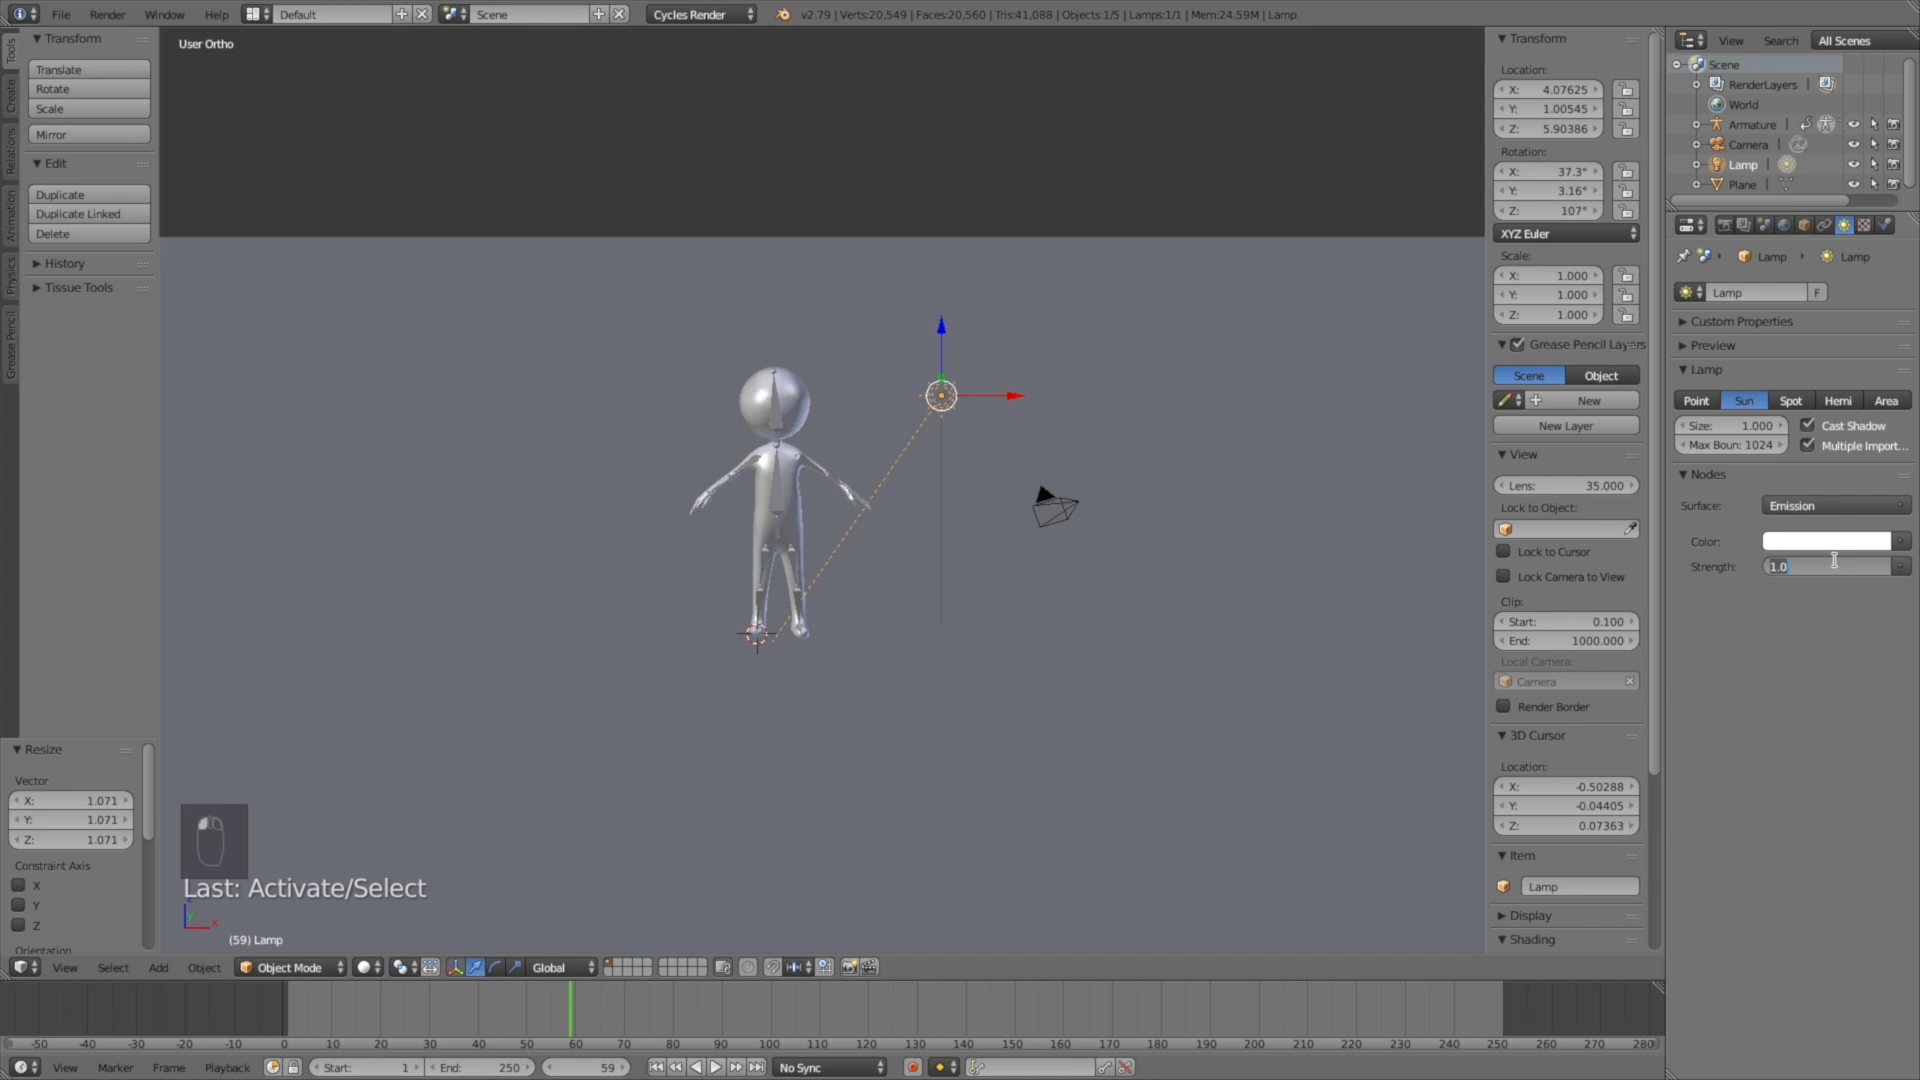 File Render Window Help Default Scene Cycles Render v2.79 | Verts:20,549 | Faces:20,560 | Tris:41,088 | Objects:1/5 | Lamps:1/1 | Mem:24.59M | Lamp
Tools
Create
Relations
Animation
Physics
Grease Pencil
Transform
Translate
Rotate
Scale
Mirror
Edit
Duplicate
Duplicate Linked
Delete
History
Tissue Tools
Resize
Vector
X: 1.071
Y: 1.071
Z: 1.071
Constraint Axis
X
Y
Z
Orientation
User Ortho
Last: Activate/Select
(59) Lamp
Transform
Location:
X: 4.07625
Y: 1.00545
Z: 5.90386
Rotation:
X: 37.3°
Y: 3.16°
Z: 107°
XYZ Euler
Scale:
X: 1.000
Y: 1.000
Z: 1.000
Grease Pencil Layers
Scene Object
New
New Layer
View
Lens: 35.000
Lock to Object:
Lock to Cursor
Lock Camera to View
Clip:
Start: 0.100
End: 1000.000
Local Camera:
Camera
Render Border
3D Cursor
Location:
X: -0.50288
Y: -0.04405
Z: 0.07363
Item
Lamp
Display
Shading
View Search All Scenes
Scene
RenderLayers
World
Armature
Camera
Lamp
Plane
Lamp Lamp
Lamp F
Custom Properties
Preview
Lamp
Point Sun Spot Hemi Area
Size: 1.000 Cast Shadow
Max Boun: 1024 Multiple Import...
Nodes
Surface: Emission
Color:
Strength: 1.0
View Select Add Object Object Mode Global
-50 -40 -30 -20 -10 0 10 20 30 40 50 60 70 80 90 100 110 120 130 140 150 160 170 180 190 200 210 220 230 240 250 260 270 280
View Marker Frame Playback Start: 1 End: 250 59 No Sync